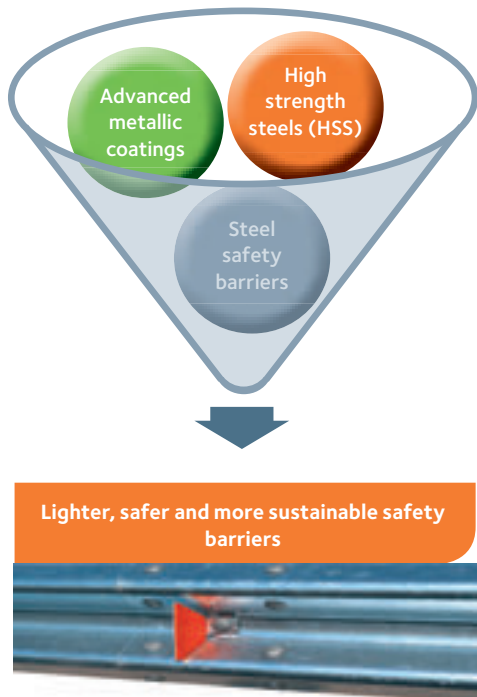 Advanced
metallic
coatings
High
strength
steels (HSS)
Steel
safety
barriers
Lighter, safer and more sustainable safety
barriers